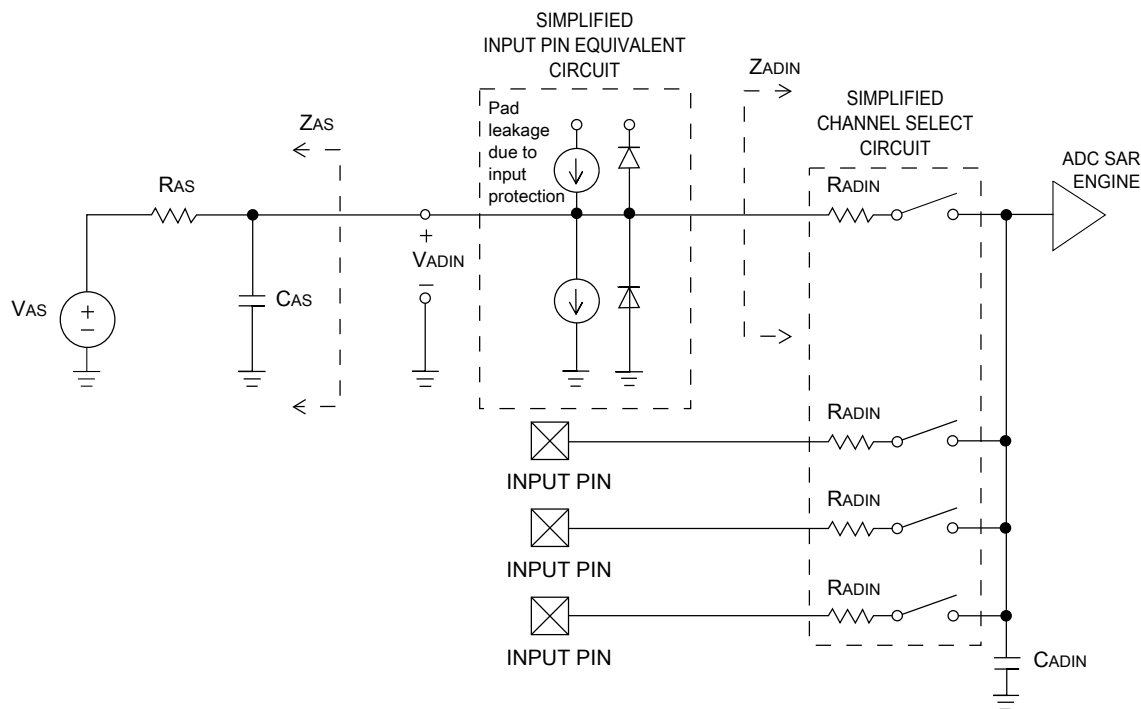 SIMPLIFIED
INPUT PIN EQUIVALENT
CIRCUIT
ZADIN
SIMPLIFIED
CHANNEL SELECT
CIRCUIT
ADC SAR
ENGINE
Pad
leakage
due to
input
protection
ZAS
RAS
RADIN
+
VADIN
−
CAS
VAS
+
−
RADIN
INPUT PIN
RADIN
INPUT PIN
RADIN
INPUT PIN
CADIN